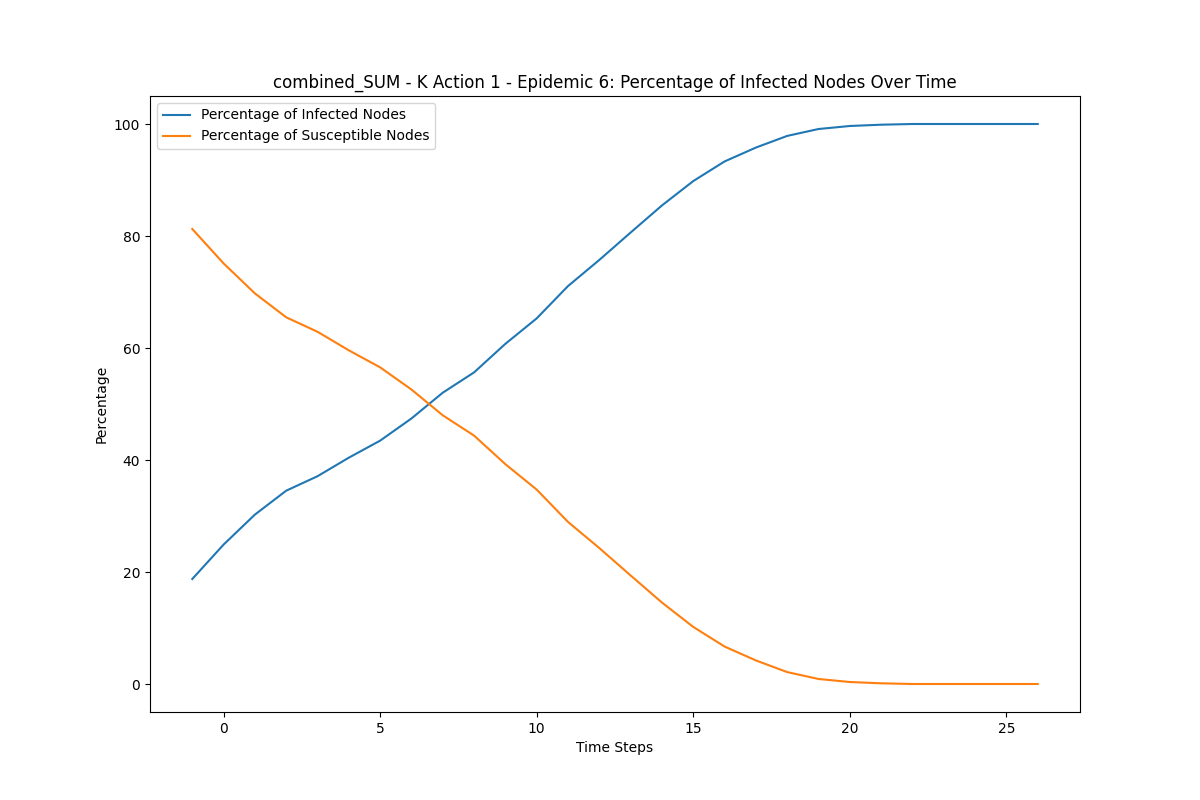 combined_SUM - K Action 1 - Epidemic 6: Percentage of Infected Nodes Over Time
Percentage of Infected Nodes
Percentage of Susceptible Nodes
100
80
60
40
20
0
Percentage
0 5 10 15 20 25
Time Steps